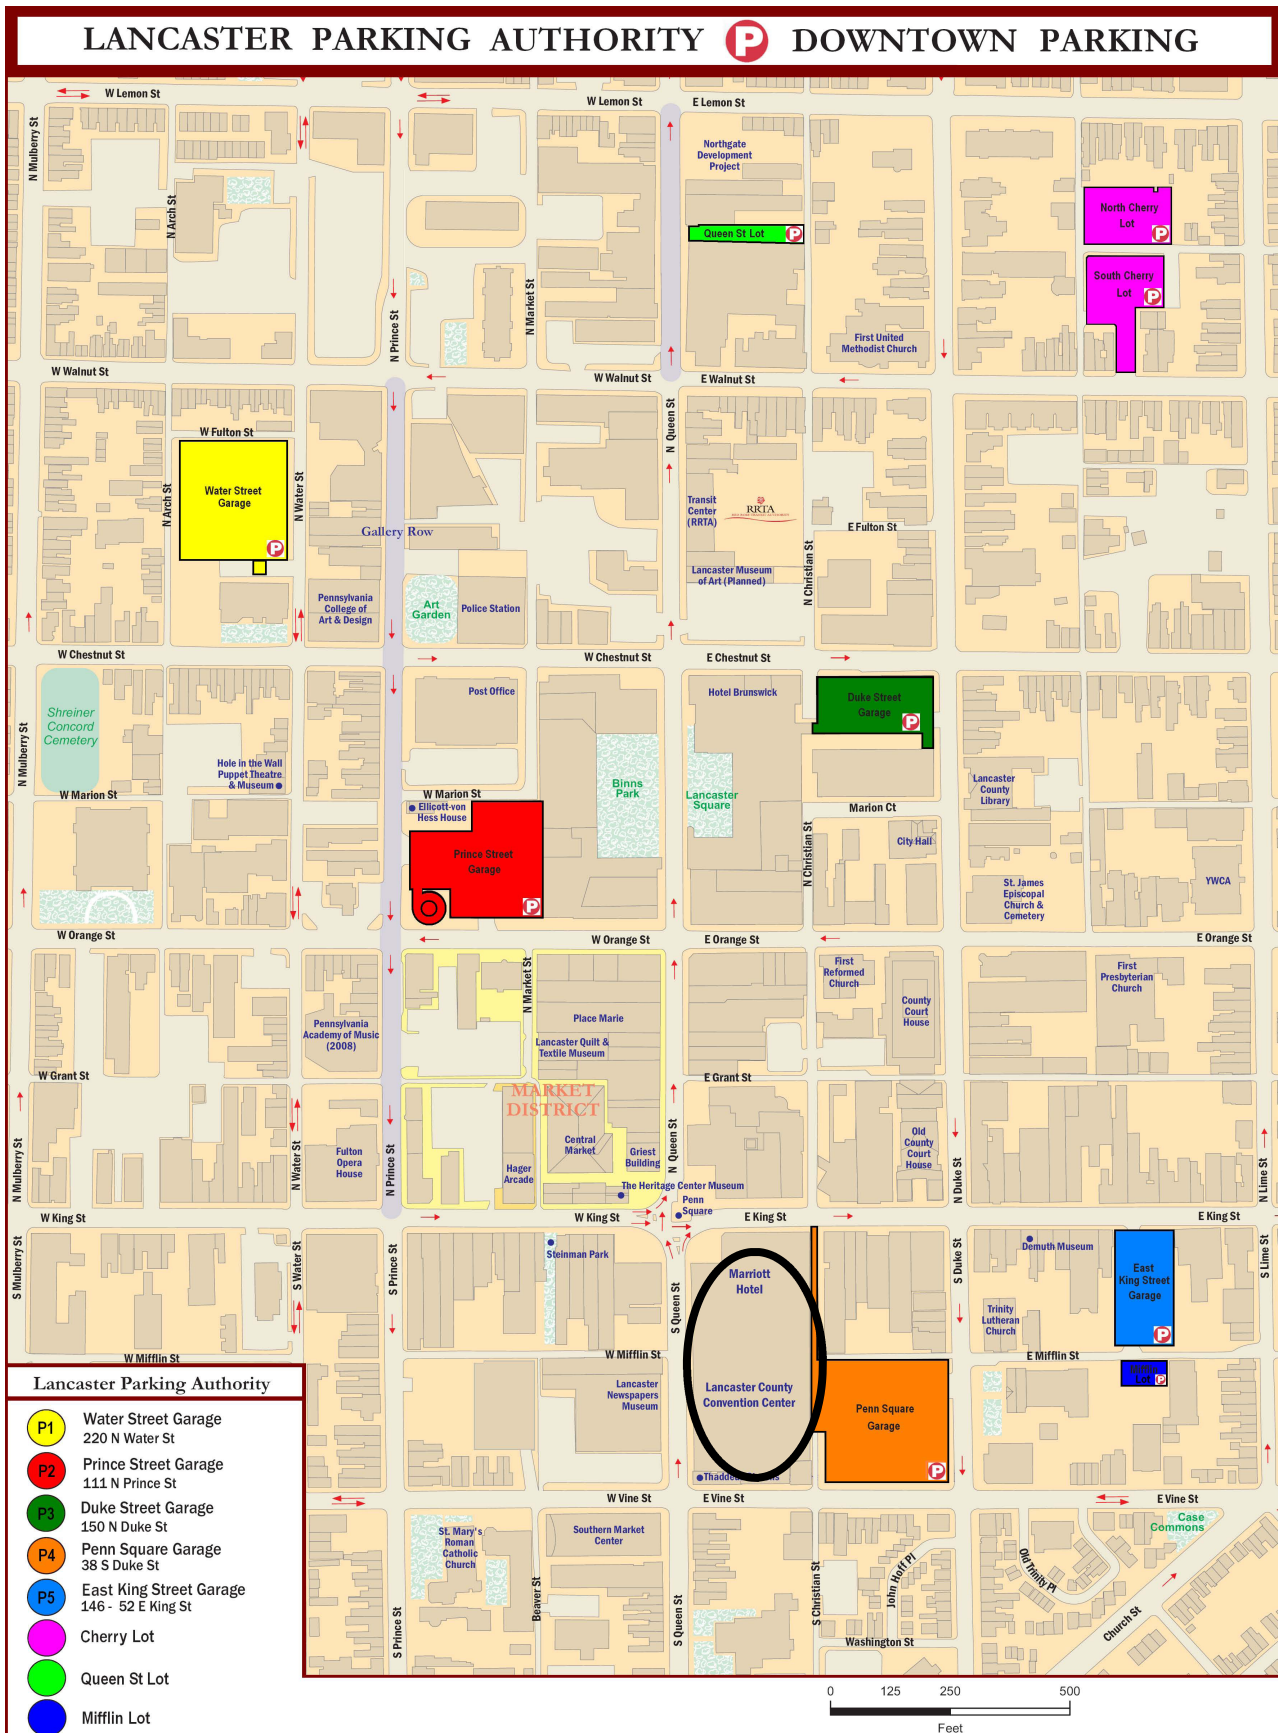 LANCASTER PARKING AUTHORITY P DOWNTOWN PARKING
W Lemon St
W Lemon St
E Lemon St
N Mulberry St
Northgate
Development
Project
N Arch St
North Cherry
Lot
P
Queen St Lot
P
South Cherry
Lot
P
N Market St
N Prince St
First United
Methodist Church
W Walnut St
W Walnut St
E Walnut St
N Queen St
W Fulton St
Water Street
Garage
P
N Arch St
N Water St
Transit
Center
(RRTA)
RRTA
E Fulton St
Gallery Row
N Christian St
Lancaster Museum
of Art (Planned)
Pennsylvania
College of
Art & Design
Art
Garden
Police Station
W Chestnut St
W Chestnut St
E Chestnut St
Shreiner
Concord
Cemetery
N Mulberry St
Post Office
Hotel Brunswick
Duke Street
Garage
P
Hole in the Wall
Puppet Theatre
& Museum
Binns
Park
Lancaster
Square
Lancaster
County
Library
W Marion St
W Marion St
Marion Ct
Ellicott-von
Hess House
Prince Street
Garage
P
N Christian St
City Hall
St. James
Episcopal
Church &
Cemetery
YWCA
W Orange St
W Orange St
E Orange St
E Orange St
N Market St
First
Reformed
Church
First
Presbyterian
Church
County
Court
House
Pennsylvania
Academy of Music
(2008)
Place Marie
Lancaster Quilt &
Textile Museum
W Grant St
E Grant St
MARKET
DISTRICT
N Mulberry St
N Water St
Fulton
Opera
House
N Prince St
Hager
Arcade
Central
Market
Griest
Building
N Queen St
Old
County
Court
House
N Duke St
N Lime St
The Heritage Center Museum
Penn
Square
W King St
W King St
E King St
E King St
S Mulberry St
S Water St
S Prince St
Steinman Park
S Queen St
Marriott
Hotel
S Duke St
Demuth Museum
East
King Street
Garage
P
S Lime St
Trinity
Lutheran
Church
W Mifflin St
W Mifflin St
E Mifflin St
Lot
P
Lancaster
Newspapers
Museum
Lancaster County
Convention Center
Penn Square
Garage
P
W Vine St
E Vine St
E Vine St
St. Mary's
Roman
Catholic
Church
Southern Market
Center
Case
Commons
Beaver St
S Prince St
S Queen St
S Christian St
John Hoff Pl
Old Trinity Pl
Church St
Washington St
Lancaster Parking Authority
P1
Water Street Garage
220 N Water St
P2
Prince Street Garage
111 N Prince St
P3
Duke Street Garage
150 N Duke St
P4
Penn Square Garage
38 S Duke St
P5
East King Street Garage
146 - 52 E King St
Cherry Lot
Queen St Lot
Mifflin Lot
0 125 250 500
Feet